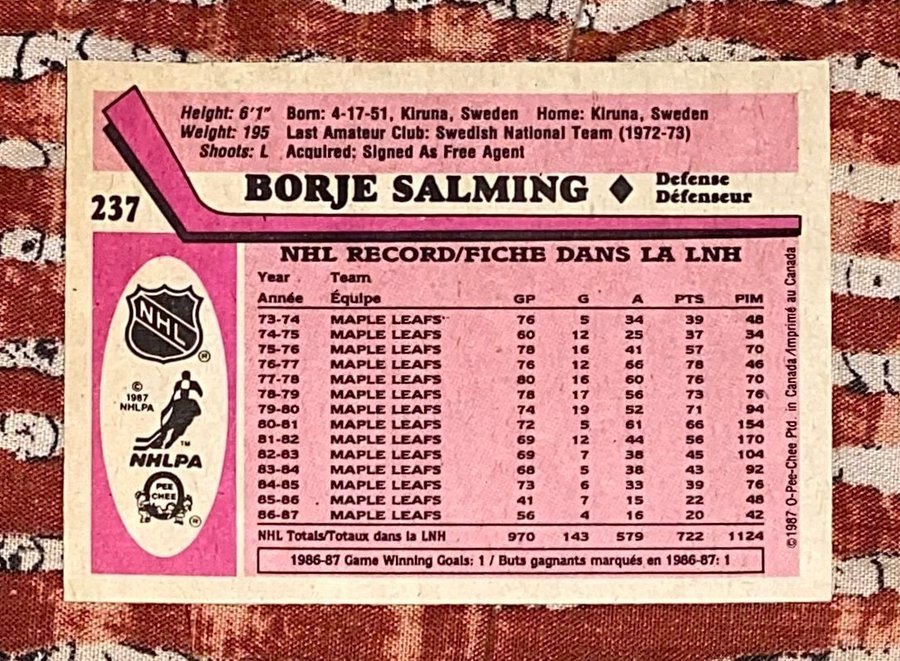 Height: 6'1" Born: 4-17-51, Kiruna, Sweden Home: Kiruna, Sweden
Weight: 195 Last Amateur Club: Swedish National Team (1972-73)
Shoots: L Acquired: Signed As Free Agent
237
BORJE SALMING ♦ Defense
Défenseur
NHL RECORD/FICHE DANS LA LNH
Year Team
Année Équipe GP G A PTS PIM
73-74 MAPLE LEAFS 76 5 34 39 48
74-75 MAPLE LEAFS 60 12 25 37 34
75-76 MAPLE LEAFS 78 16 41 57 70
76-77 MAPLE LEAFS 76 12 66 78 46
77-78 MAPLE LEAFS 80 16 60 76 70
78-79 MAPLE LEAFS 78 17 56 73 76
79-80 MAPLE LEAFS 74 19 52 71 94
80-81 MAPLE LEAFS 72 5 61 66 154
81-82 MAPLE LEAFS 69 12 44 56 170
82-83 MAPLE LEAFS 69 7 38 45 104
83-84 MAPLE LEAFS 68 5 38 43 92
84-85 MAPLE LEAFS 73 6 33 39 76
85-86 MAPLE LEAFS 41 7 15 22 48
86-87 MAPLE LEAFS 56 4 16 20 42
NHL Totals/Totaux dans la LNH 970 143 579 722 1124
1986-87 Game Winning Goals: 1 / Buts gagnants marqués en 1986-87: 1
NHL
®
©
1987
NHLPA
TM
NHLPA
PEE
CHEE
®
©1987 O-Pee-Chee Ptd. in Canada/Imprimé au Canada